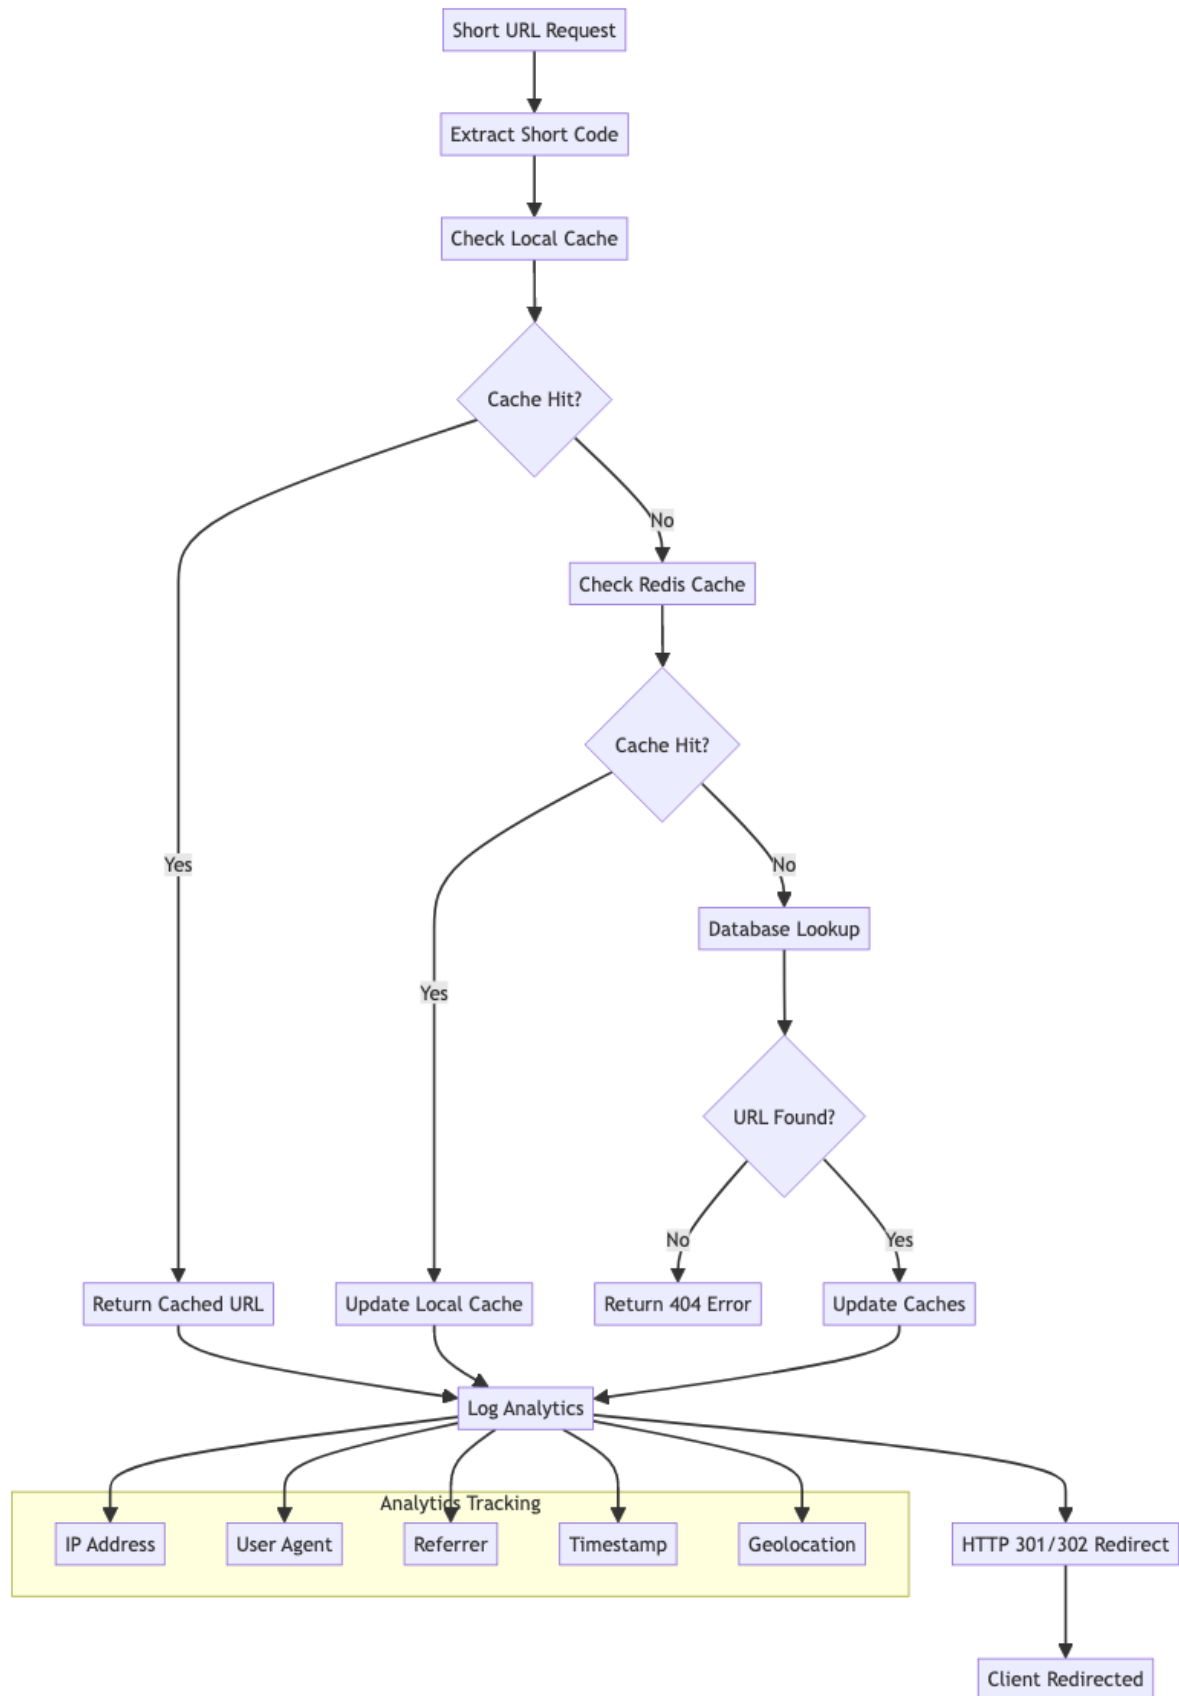 Short URL Request
Extract Short Code
Check Local Cache
Cache Hit?
No
Check Redis Cache
Cache Hit?
Yes
No
Database Lookup
Yes
URL Found?
No
Yes
Return Cached URL
Update Local Cache
Return 404 Error
Update Caches
Log Analytics
Analytics Tracking
IP Address
User Agent
Referrer
Timestamp
Geolocation
HTTP 301/302 Redirect
Client Redirected